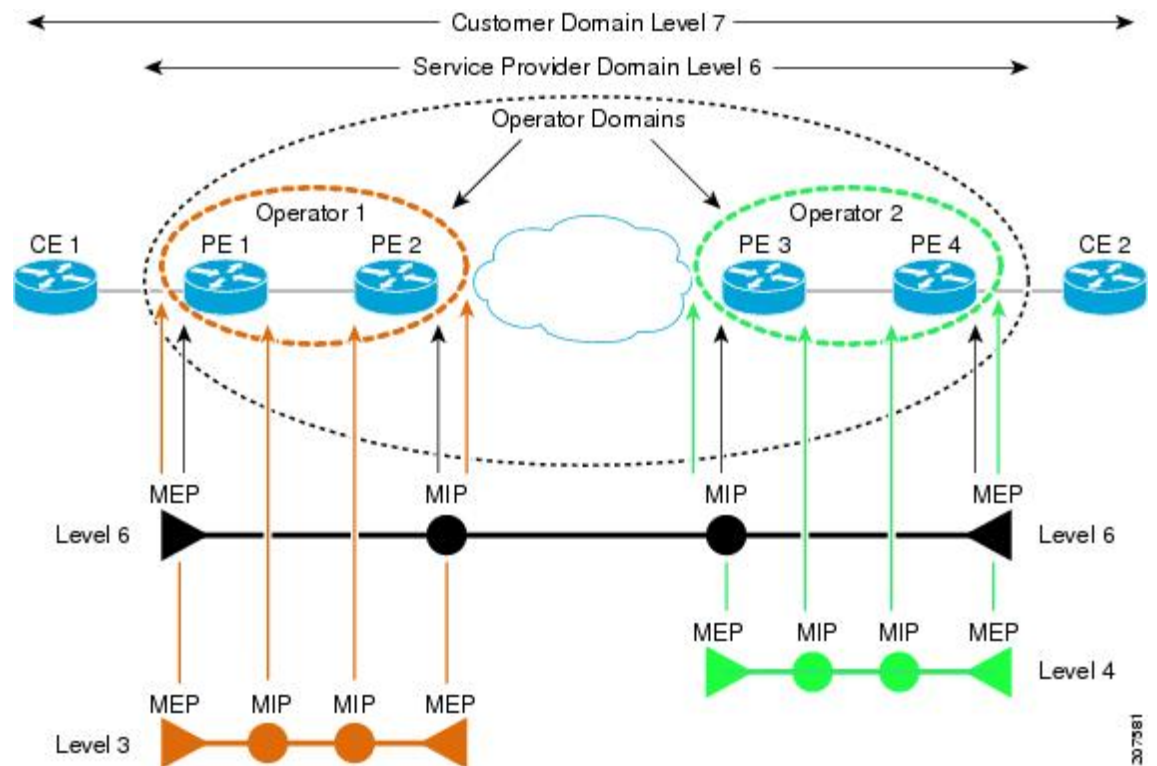 Customer Domain Level 7
Service Provider Domain Level 6
Operator Domains
Operator 1
Operator 2
CE 1
PE 1
PE 2
PE 3
PE 4
CE 2
MEP
MIP
MIP
MEP
Level 6
Level 6
MEP
MIP
MIP
MEP
Level 4
MEP
MIP
MIP
MEP
Level 3
207581